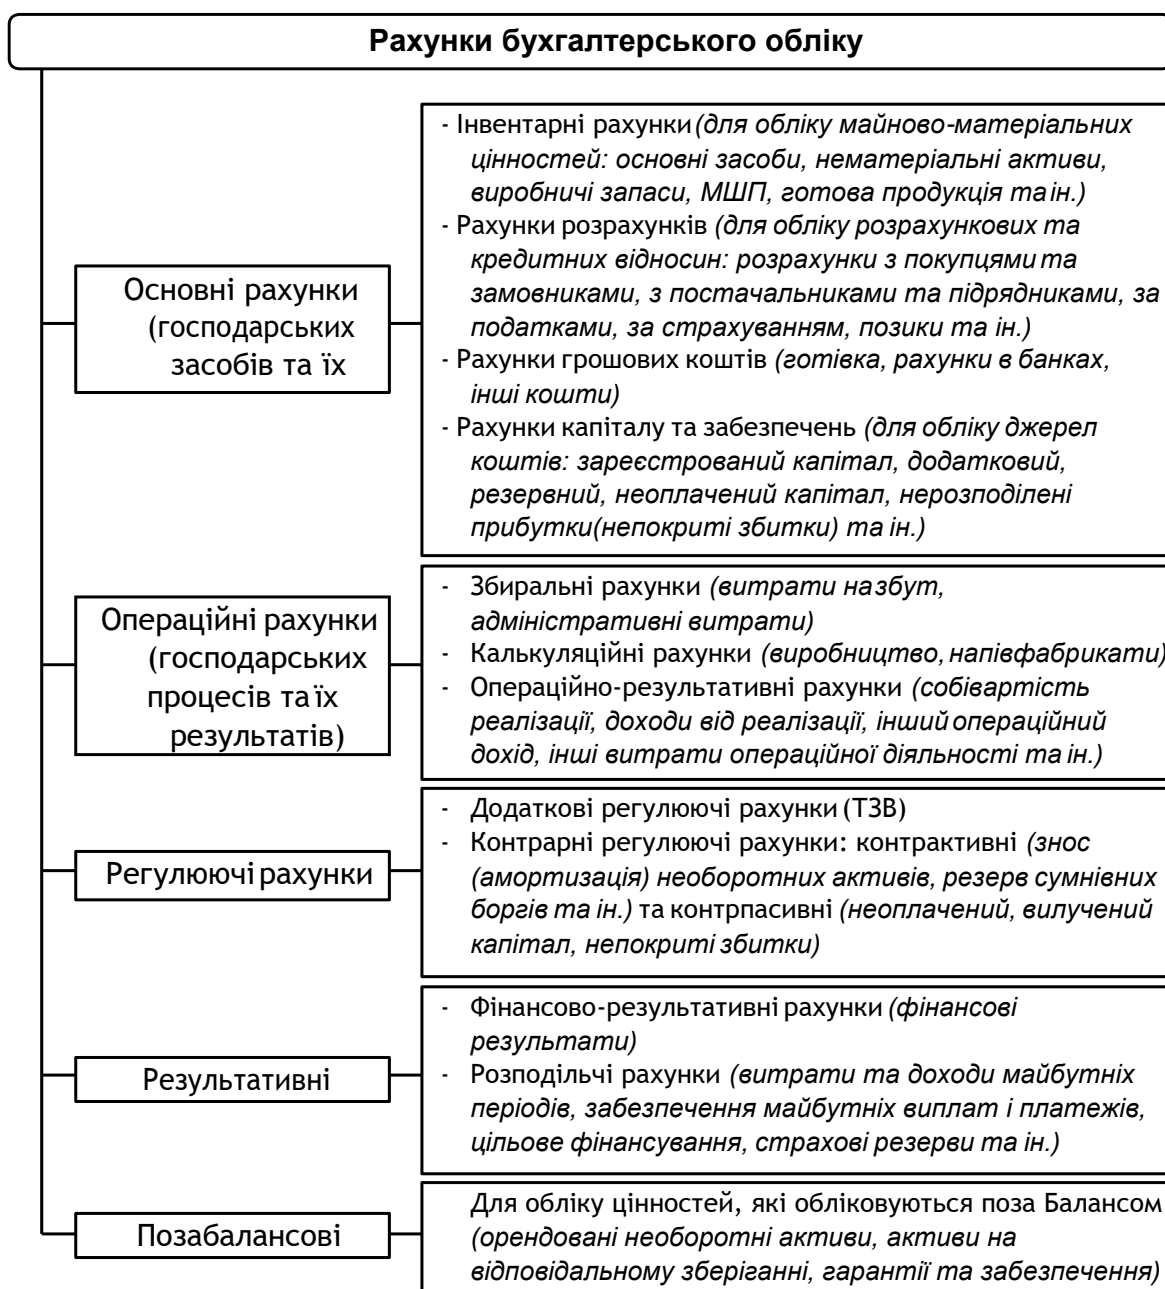 Рахунки бухгалтерського обліку
Основні рахунки
(господарських
засобів та їх
- Інвентарні рахунки (для обліку майново-матеріальних
цінностей: основні засоби, нематеріальні активи,
виробничі запаси, МШП, готова продукція та ін.)
- Рахунки розрахунків (для обліку розрахункових та
кредитних відносин: розрахунки з покупцями та
замовниками, з постачальниками та підрядниками, за
податками, за страхуванням, позики та ін.)
- Рахунки грошових коштів (готівка, рахунки в банках,
інші кошти)
- Рахунки капіталу та забезпечень (для обліку джерел
коштів: зареєстрований капітал, додатковий,
резервний, неоплачений капітал, нерозподілені
прибутки(непокриті збитки) та ін.)
Операційні рахунки
(господарських
процесів та їх
результатів)
- Збиральні рахунки (витрати на збут,
адміністративні витрати)
- Калькуляційні рахунки (виробництво, напівфабрикати)
- Операційно-результативні рахунки (собівартість
реалізації, доходи від реалізації, інший операційний
дохід, інші витрати операційної діяльності та ін.)
Регулюючі рахунки
- Додаткові регулюючі рахунки (ТЗВ)
- Контрарні регулюючі рахунки: контрактивні (знос
(амортизація) необоротних активів, резерв сумнівних
боргів та ін.) та контрпасивні (неоплачений, вилучений
капітал, непокриті збитки)
Результативні
- Фінансово-результативні рахунки (фінансові
результати)
- Розподільчі рахунки (витрати та доходи майбутніх
періодів, забезпечення майбутніх виплат і платежів,
цільове фінансування, страхові резерви та ін.)
Позабалансові
Для обліку цінностей, які обліковуються поза Балансом
(орендовані необоротні активи, активи на
відповідальному зберіганні, гарантії та забезпечення)